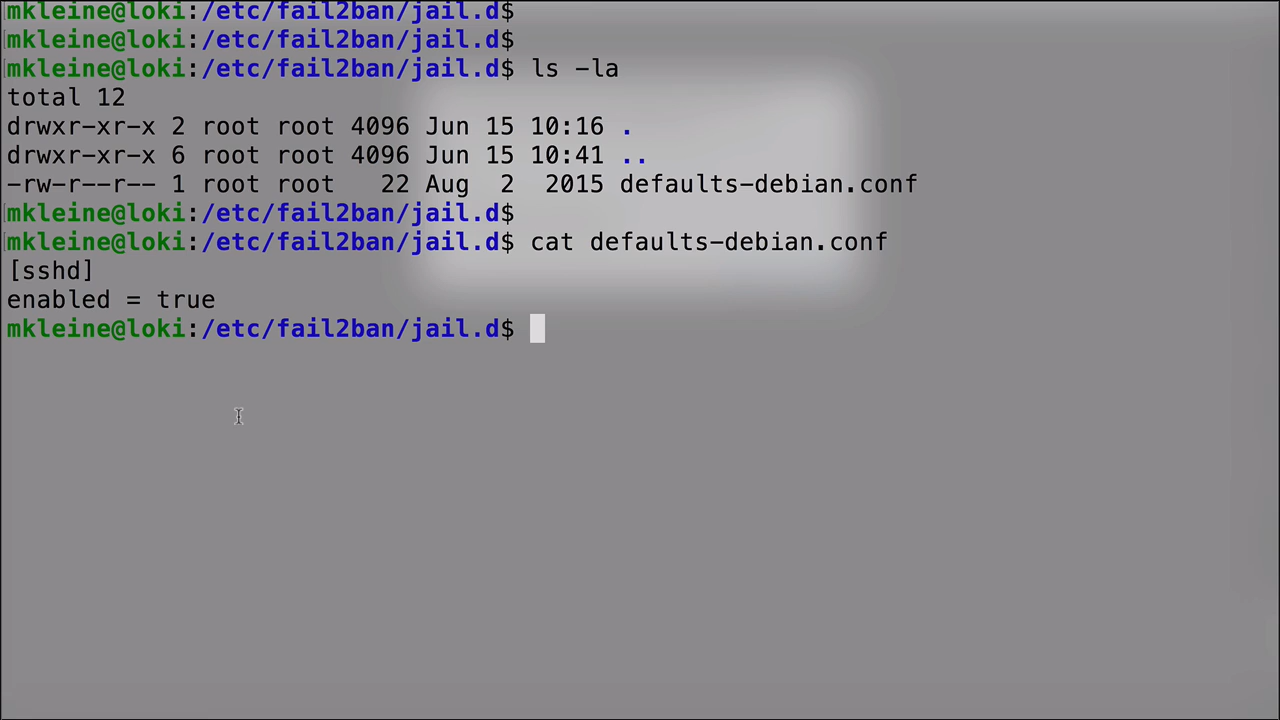 mkleine@loki:/etc/fail2ban/jail.d$
mkleine@loki:/etc/fail2ban/jail.d$
mkleine@loki:/etc/fail2ban/jail.d$ ls -la
total 12
drwxr-xr-x 2 root root 4096 Jun 15 10:16 .
drwxr-xr-x 6 root root 4096 Jun 15 10:41 ..
-rw-r--r-- 1 root root   22 Aug  2  2015 defaults-debian.conf
mkleine@loki:/etc/fail2ban/jail.d$
mkleine@loki:/etc/fail2ban/jail.d$ cat defaults-debian.conf
[sshd]
enabled = true
mkleine@loki:/etc/fail2ban/jail.d$